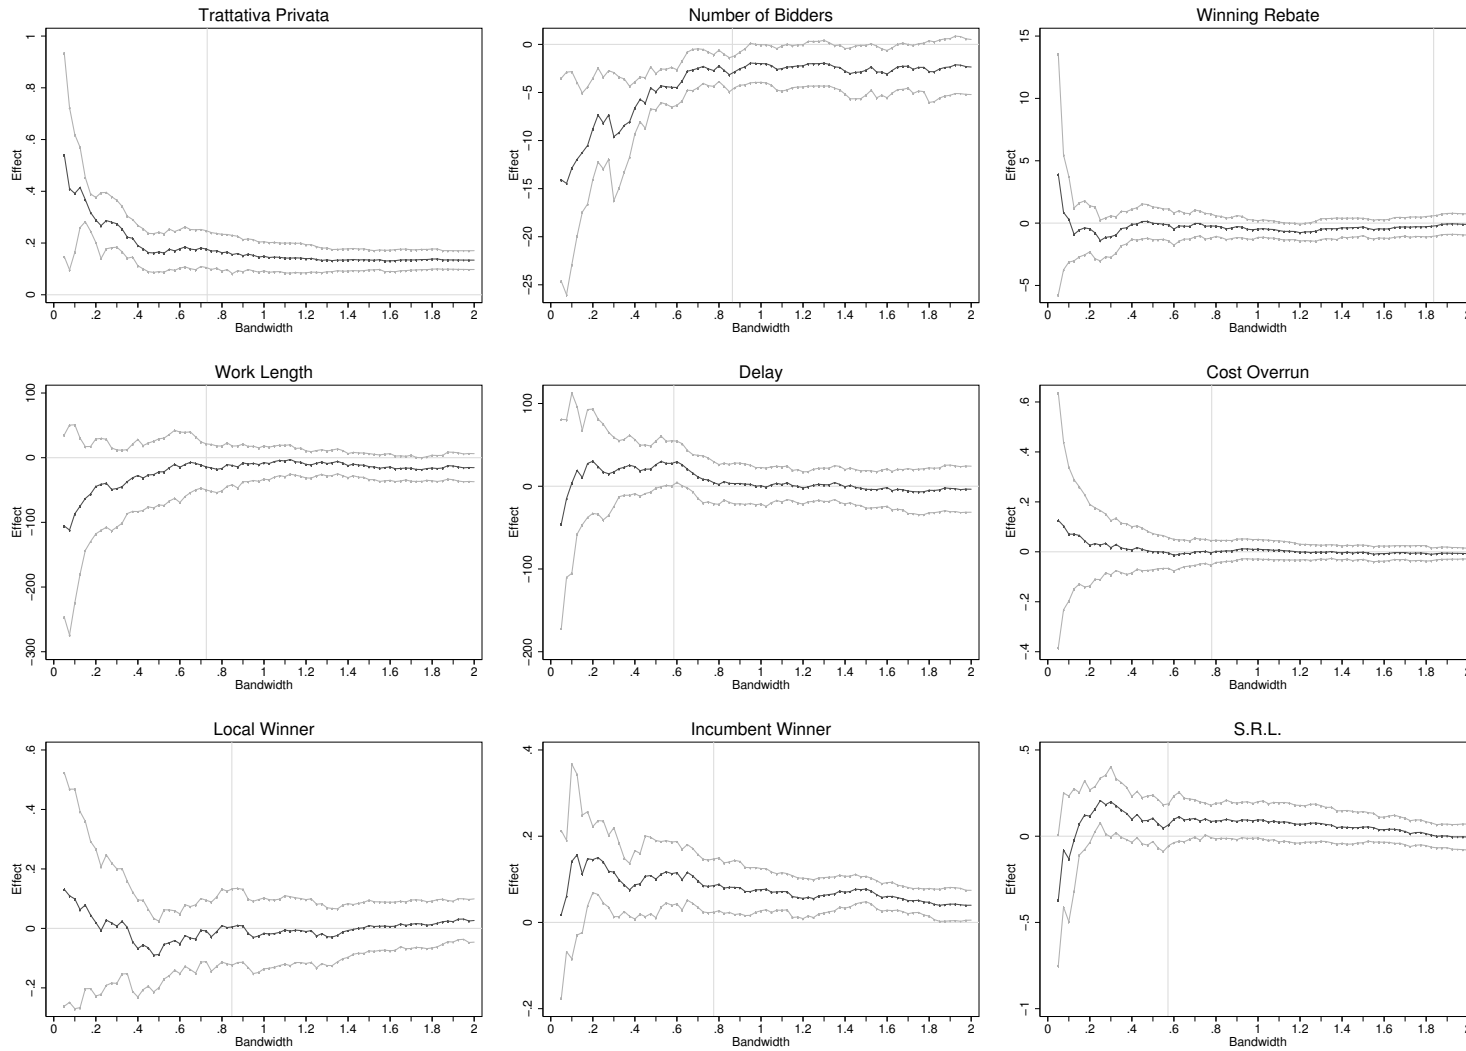 Trattativa Privata
1
.8
.6
.4
.2
0
Effect
0 .2 .4 .6 .8 1 1.2 1.4 1.6 1.8 2
Bandwidth
Number of Bidders
0
−5
−10
−15
−20
−25
Effect
0 .2 .4 .6 .8 1 1.2 1.4 1.6 1.8 2
Bandwidth
Winning Rebate
15
10
5
0
−5
Effect
0 .2 .4 .6 .8 1 1.2 1.4 1.6 1.8
Bandwidth
Work Length
100
0
−100
−200
−300
Effect
0 .2 .4 .6 .8 1 1.2 1.4 1.6 1.8 2
Bandwidth
Delay
100
0
−100
−200
Effect
0 .2 .4 .6 .8 1 1.2 1.4 1.6 1.8 2
Bandwidth
Cost Overrun
.6
.4
.2
0
−.2
−.4
Effect
0 .2 .4 .6 .8 1 1.2 1.4 1.6 1.8
Bandwidth
Local Winner
.6
.4
.2
0
−.2
Effect
0 .2 .4 .6 .8 1 1.2 1.4 1.6 1.8 2
Bandwidth
Incumbent Winner
.4
.2
0
−.2
Effect
0 .2 .4 .6 .8 1 1.2 1.4 1.6 1.8 2
Bandwidth
S.R.L.
.5
0
−.5
−1
Effect
0 .2 .4 .6 .8 1 1.2 1.4 1.6 1.8
Bandwidth